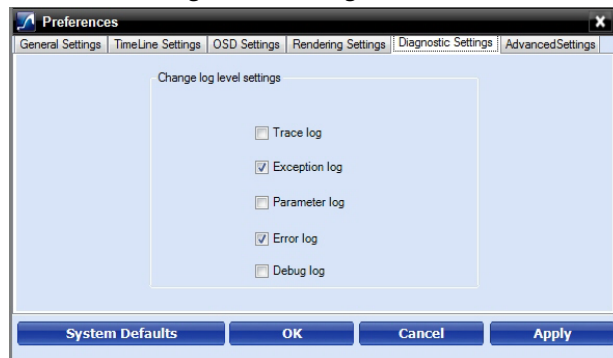 Preferences
General Settings TimeLine Settings OSD Settings Rendering Settings Diagnostic Settings AdvancedSettings
Change log level settings
Trace log
Exception log
Parameter log
Error log
Debug log
System Defaults OK Cancel Apply